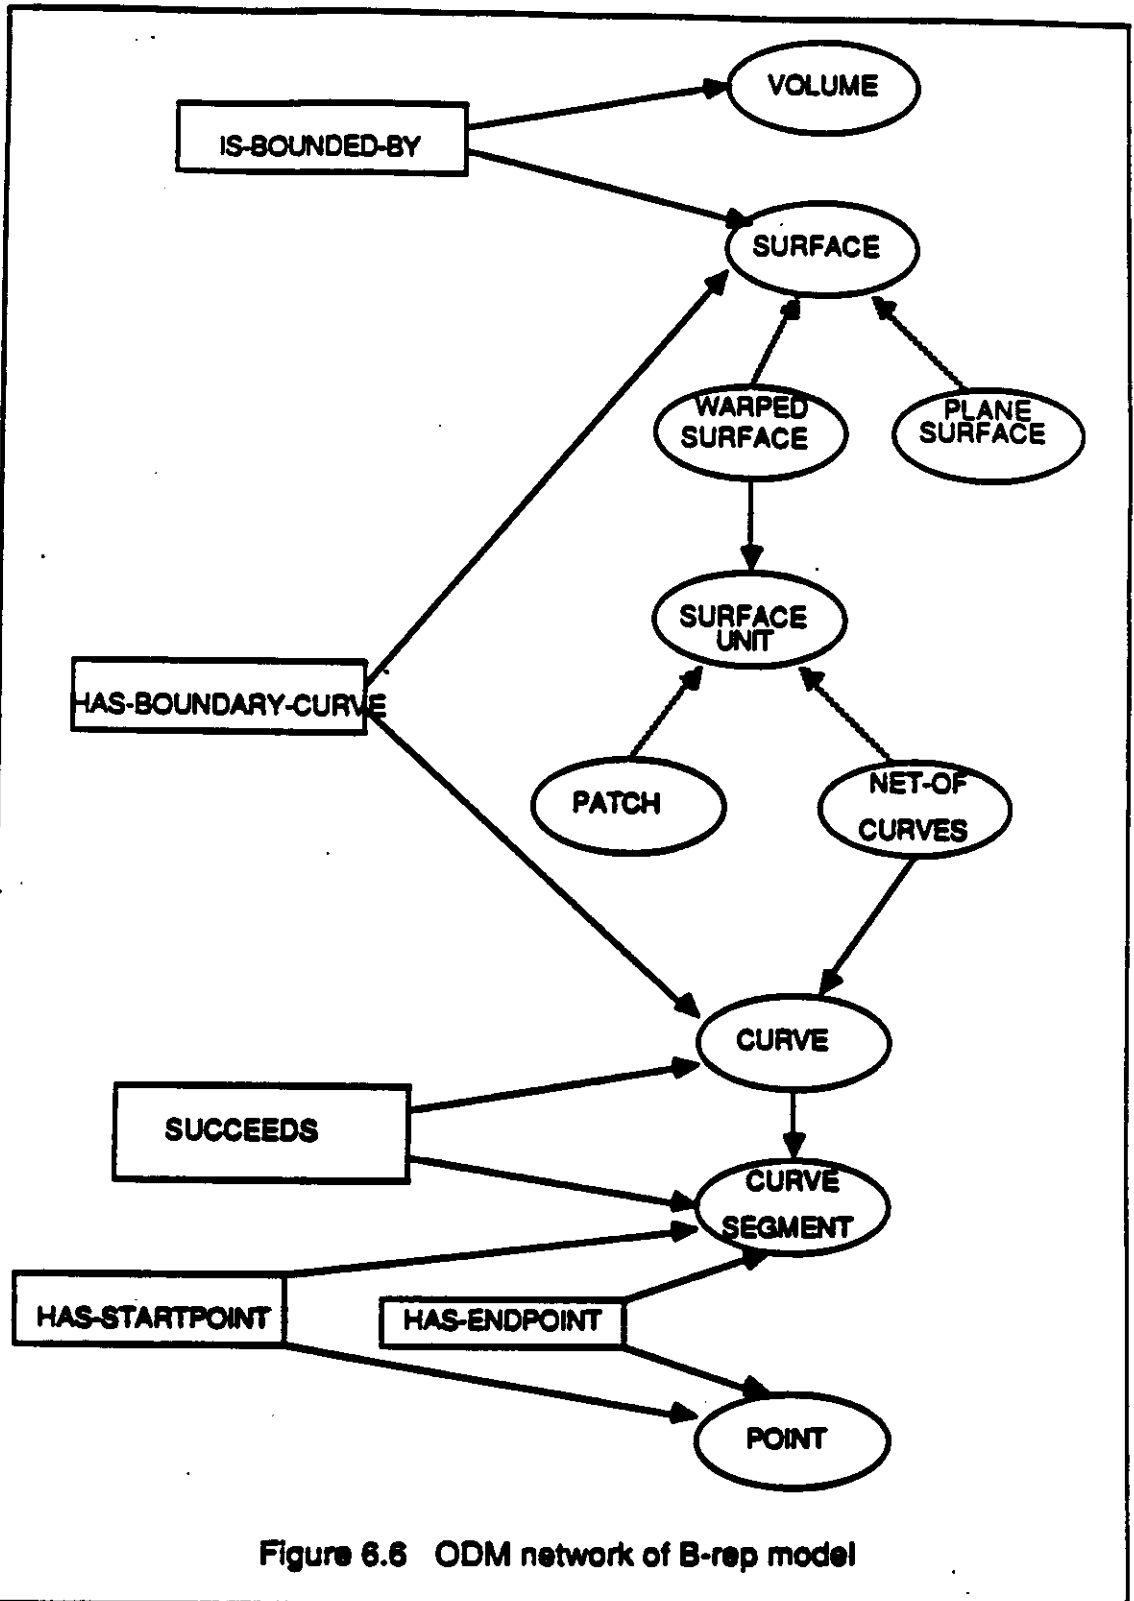 VOLUME
IS-BOUNDED-BY
SURFACE
WARPED
SURFACE
PLANE
SURFACE
SURFACE
UNIT
HAS-BOUNDARY-CURVE
PATCH
NET-OF
CURVES
CURVE
SUCCEEDS
CURVE
SEGMENT
HAS-STARTPOINT
HAS-ENDPOINT
POINT
Figure 6.6 ODM network of B-rep model